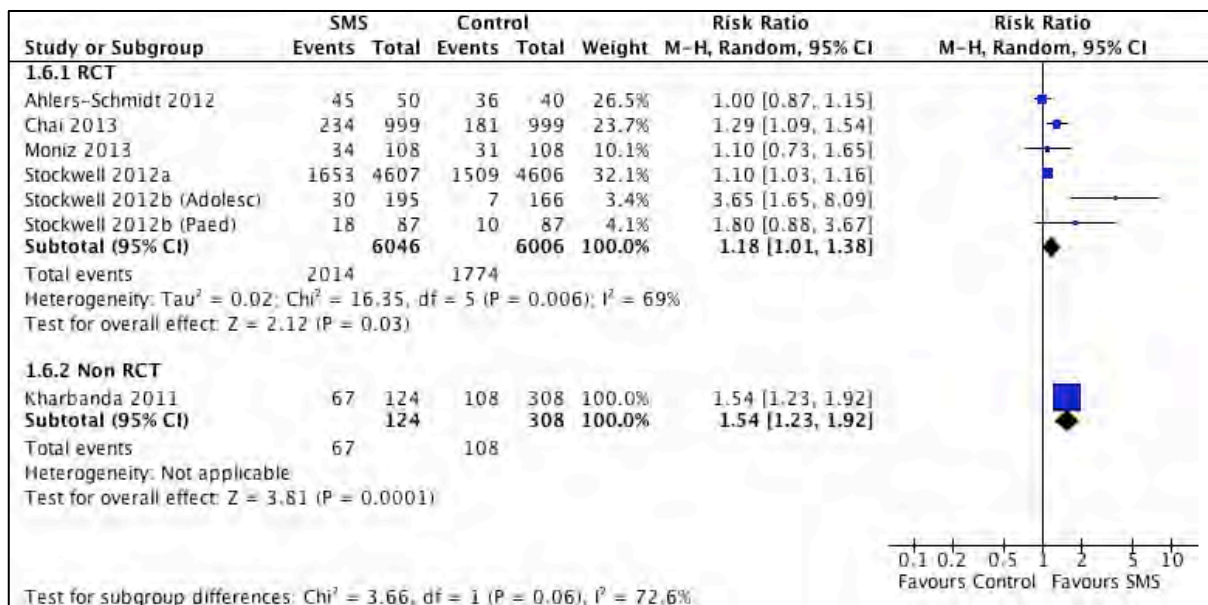 SMS Control Risk Ratio Risk Ratio
Study or Subgroup Events Total Events Total Weight M-H, Random, 95% CI M-H, Random, 95% CI
1.6.1 RCT
Ahlers-Schmidt 2012 45 50 36 40 26.5% 1.00 [0.87, 1.15]
Chai 2013 234 999 181 999 23.7% 1.29 [1.09, 1.54]
Moniz 2013 34 108 31 108 10.1% 1.10 [0.73, 1.65]
Stockwell 2012a 1653 4607 1509 4606 32.1% 1.10 [1.03, 1.16]
Stockwell 2012b (Adolesc) 30 195 7 166 3.4% 3.65 [1.65, 8.09]
Stockwell 2012b (Paed) 18 87 10 87 4.1% 1.80 [0.88, 3.67]
Subtotal (95% CI) 6046 6006 100.0% 1.18 [1.01, 1.38]
Total events 2014 1774
Heterogeneity: Tau² = 0.02; Chi² = 16.35, df = 5 (P = 0.006); I² = 69%
Test for overall effect: Z = 2.12 (P = 0.03)
1.6.2 Non RCT
Kharbanda 2011 67 124 108 308 100.0% 1.54 [1.23, 1.92]
Subtotal (95% CI) 124 308 100.0% 1.54 [1.23, 1.92]
Total events 67 108
Heterogeneity: Not applicable
Test for overall effect: Z = 3.81 (P = 0.0001)
0.1 0.2 0.5 1 2 5 10
Favours Control Favours SMS
Test for subgroup differences: Chi² = 3.66, df = 1 (P = 0.06), I² = 72.6%